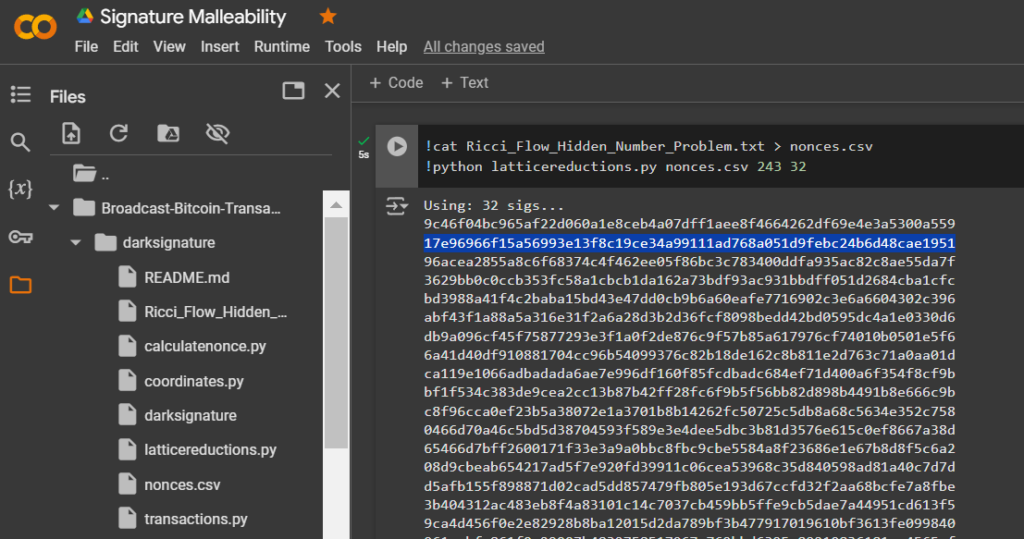 Signature Malleability
File Edit View Insert Runtime Tools Help All changes saved
Files
+ Code + Text
..
Broadcast-Bitcoin-Transa...
darksignature
README.md
Ricci_Flow_Hidden_...
calculatenonce.py
coordinates.py
darksignature
latticereductions.py
nonces.csv
transactions.py
{x}
5s
!cat Ricci_Flow_Hidden_Number_Problem.txt > nonces.csv
!python latticereductions.py nonces.csv 243 32
Using: 32 sigs...
9c46f04bc965af22d060a1e8ceb4a07dff1aee8f4664262df69e4e3a5300a559
17e96966f15a56993e13f8c19ce34a99111ad768a051d9febc24b6d48cae1951
96acea2855a8c6f68374c4f462ee05f86bc3c783400ddfa935ac82c8ae55da7f
3629bb0c0ccb353fc58a1cbcb1da162a73bdf93ac931bbdff051d2684cba1cfc
bd3988a41f4c2baba15bd43e47dd0cb9b6a60eafe7716902c3e6a6604302c396
abf43f1a88a5a316e31f2a6a28d3b2d36fcf8098bedd42bd0595dc4a1e0330d6
db9a096cf45f75877293e3f1a0f2de876c9f57b85a617976cf74010b0501e5f6
6a41d40df910881704cc96b54099376c82b18de162c8b811e2d763c71a0aa01d
ca119e1066adbadada6ae7e996df160f85fcdbadc684ef71d400a6f354f8cf9b
bf1f534c383de9cea2cc13b87b42ff28fc6f9b5f56bb82d898b4491b8e666c9b
c8f96cca0ef23b5a38072e1a3701b8b14262fc50725c5db8a68c5634e352c758
0466d70a46c5bd5d38704593f589e3e4dee5dbc3b81d3576e615c0ef8667a38d
65466d7bff2600171f33e3a9a0bbc8fbc9cbe5584a8f23686e1e67b8d8f5c6a2
08d9cbeab654217ad5f7e920fd39911c06cea53968c35d840598ad81a40c7d7d
d5afb155f898871d02cad5dd857479fb805e193d67ccfd32f2aa68bcfe7a8fbe
3b404312ac483eb8f4a83101c14c7037cb459bb5ffe9cb5dae7a44951cd613f5
9ca4d456f0e2e82928b8ba12015d2da789bf3b477917019610bf3613fe099840